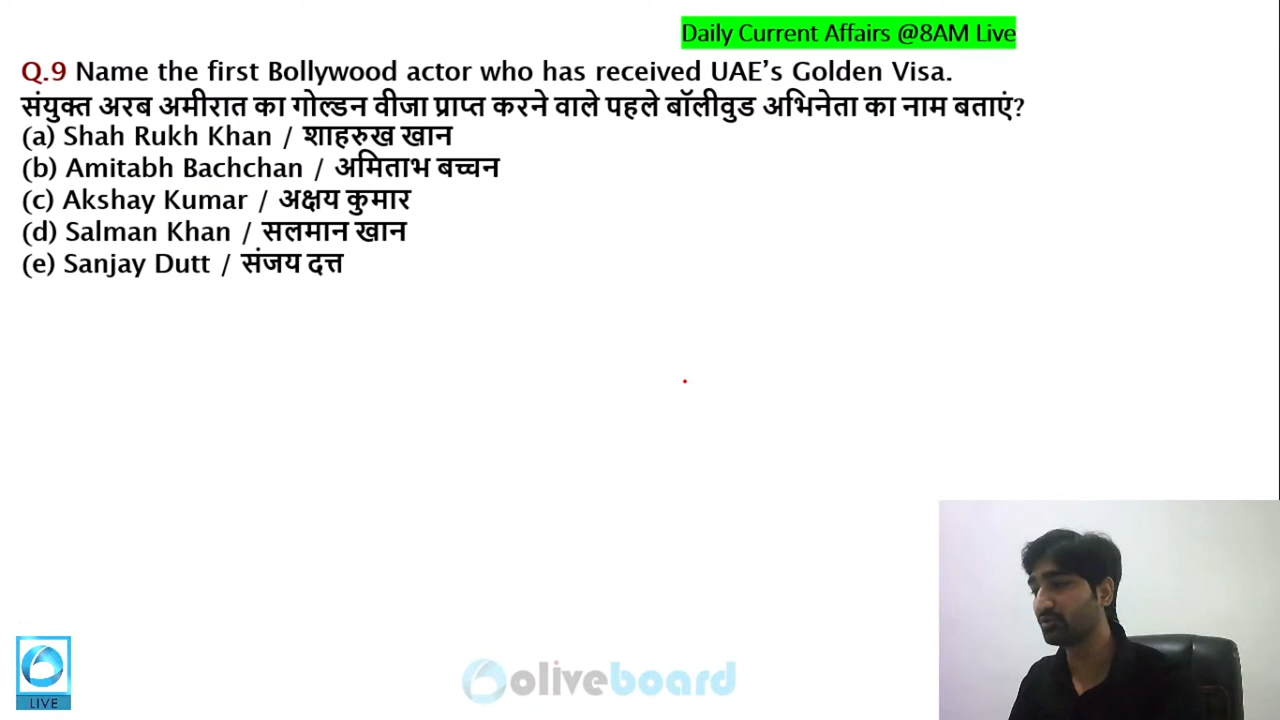 Daily Current Affairs @8AM Live
Q.9 Name the first Bollywood actor who has received UAE’s Golden Visa.
संयुक्त अरब अमीरात का गोल्डन वीजा प्राप्त करने वाले पहले बॉलीवुड अभिनेता का नाम बताएं?
(a) Shah Rukh Khan / शाहरुख खान
(b) Amitabh Bachchan / अमिताभ बच्चन
(c) Akshay Kumar / अक्षय कुमार
(d) Salman Khan / सलमान खान
(e) Sanjay Dutt / संजय दत्त
oliveboard
LIVE